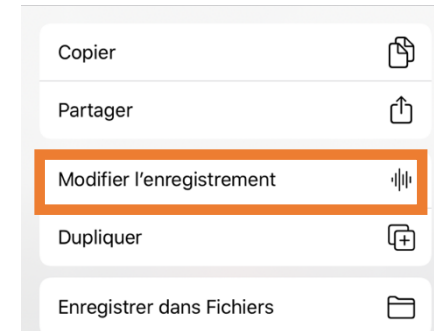 Copier
Partager
Modifier l’enregistrement
Dupliquer
Enregistrer dans Fichiers